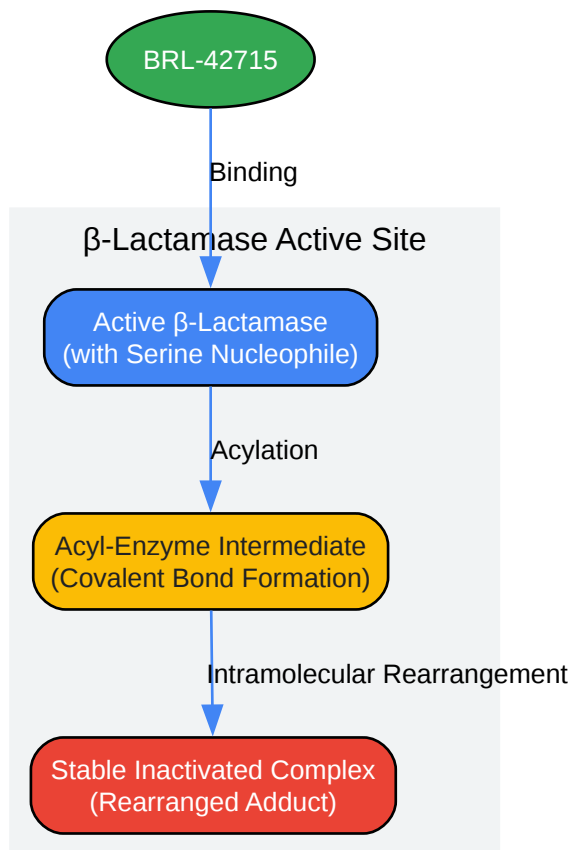 BRL-42715
Binding
β-Lactamase Active Site
Active β-Lactamase
(with Serine Nucleophile)
Acylation
Acyl-Enzyme Intermediate
(Covalent Bond Formation)
Intramolecular Rearrangement
Stable Inactivated Complex
(Rearranged Adduct)